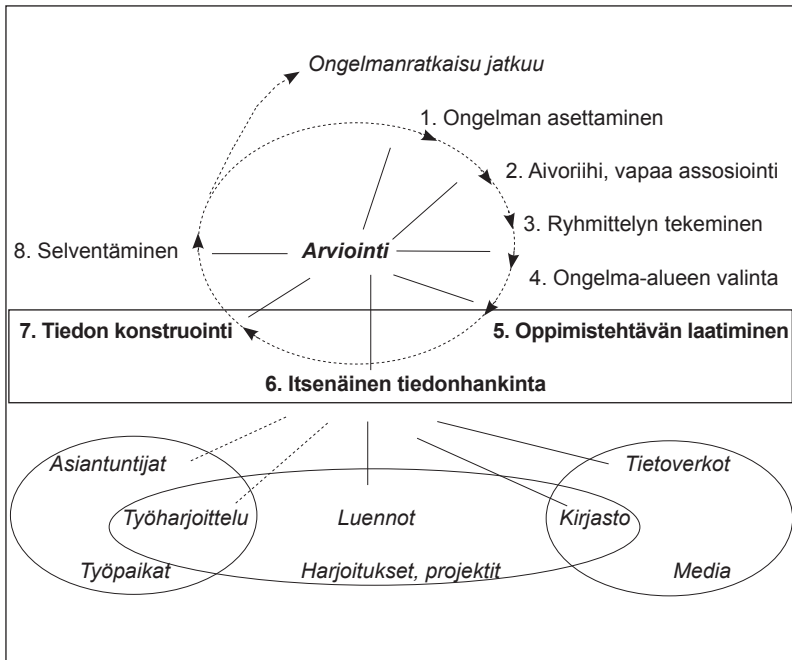 Ongelmanratkaisu jatkuu
1. Ongelman asettaminen
2. Aivoriihi, vapaa assosiointi
3. Ryhmittelyn tekeminen
8. Selventäminen
Arviointi
4. Ongelma-alueen valinta
7. Tiedon konstruointi
5. Oppimistehtävän laatiminen
6. Itsenäinen tiedonhankinta
Asiantuntijat
Tietoverkot
Työharjoittelu
Luennot
Kirjasto
Työpaikat
Harjoitukset, projektit
Media